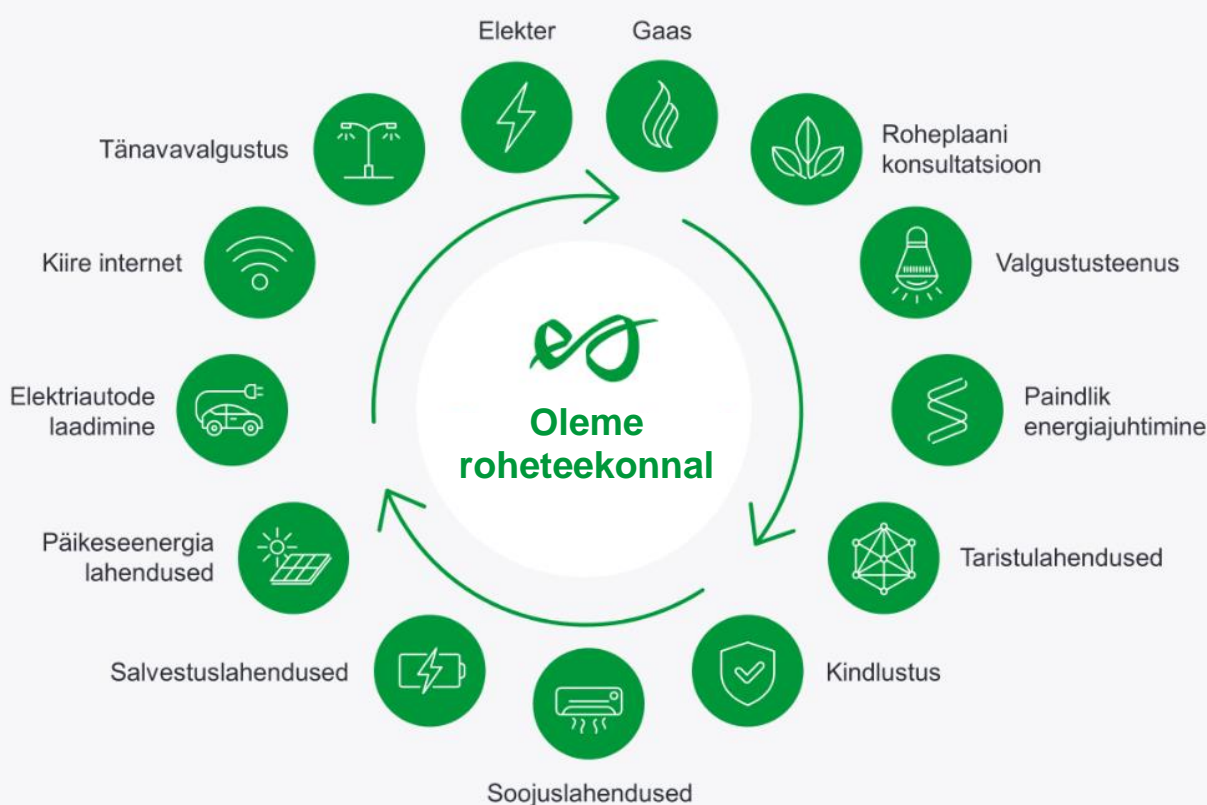 Elekter
Gaas
Roheplaani
konsultatsioon
Valgustusteenus
Paindlik
energiajuhtimine
Taristulahendused
Kindlustus
Soojuslahendused
Salvestuslahendused
Päikeseenergia
lahendused
Elektriautode
laadimine
Kiire internet
Tänavavalgustus
Oleme
roheteekonnal